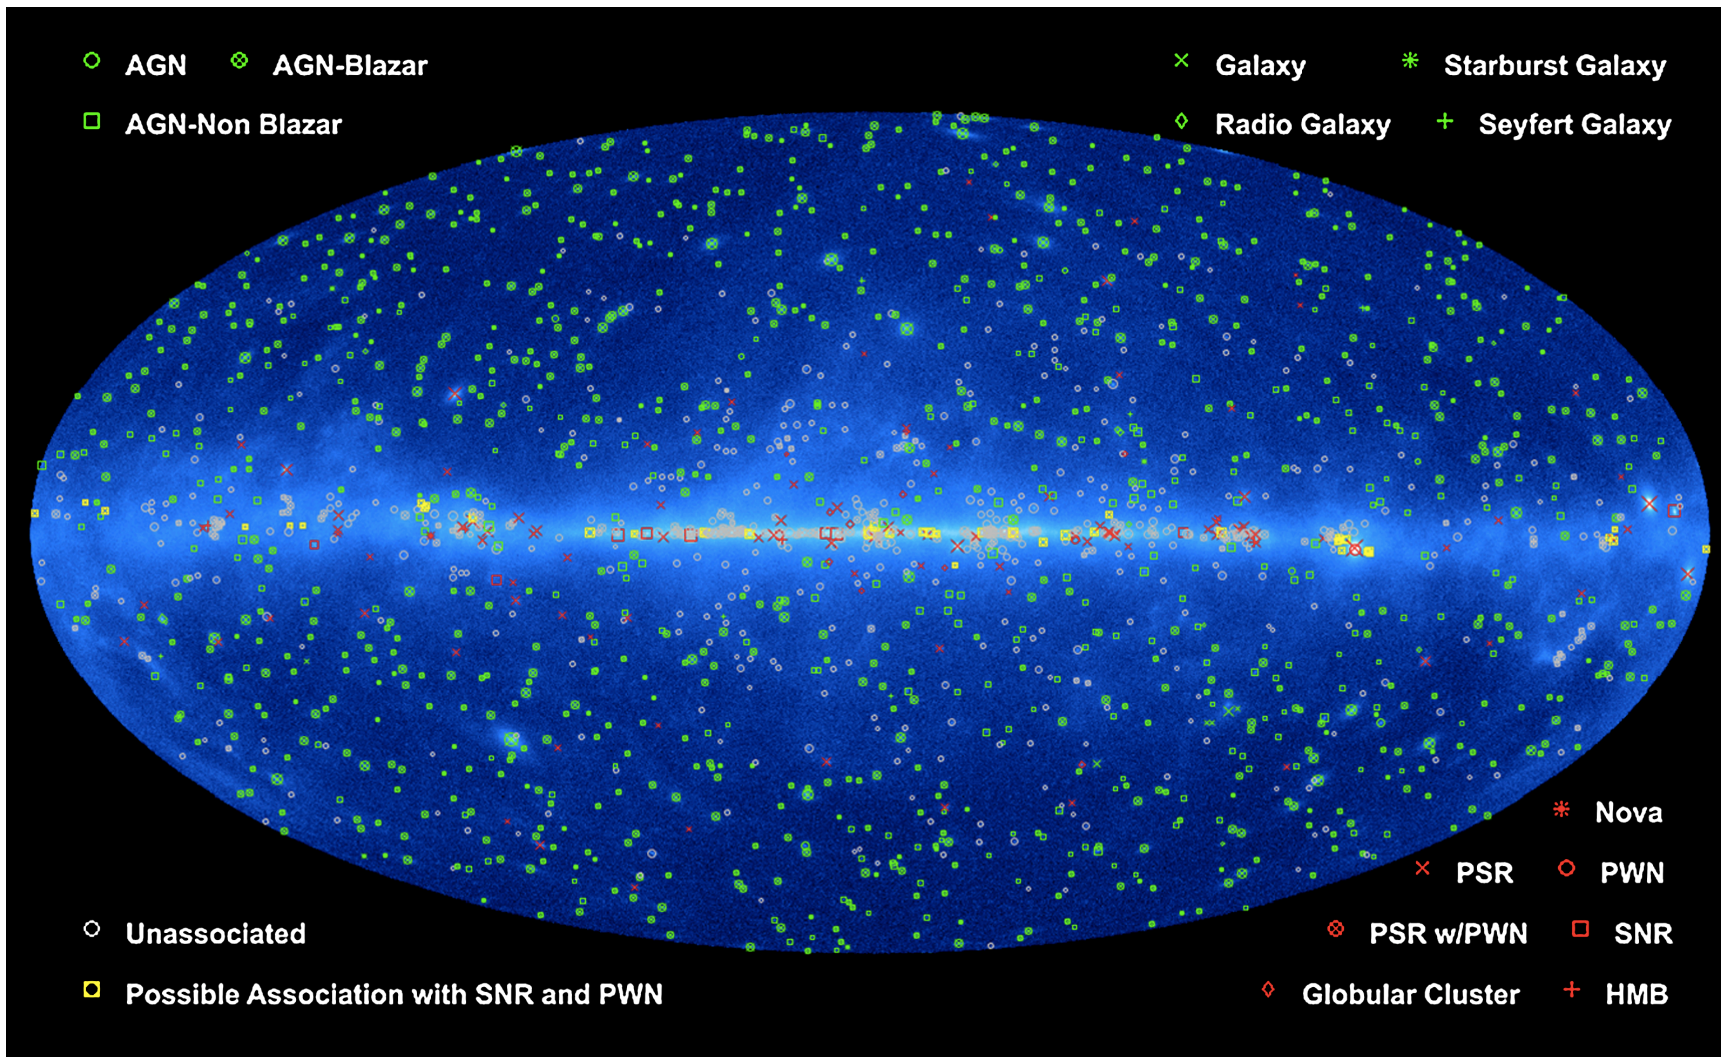 AGN AGN-Blazar Galaxy Starburst Galaxy
AGN-Non Blazar Radio Galaxy Seyfert Galaxy
Nova
PSR PWN
Unassociated PSR w/PWN SNR
Possible Association with SNR and PWN Globular Cluster HMB